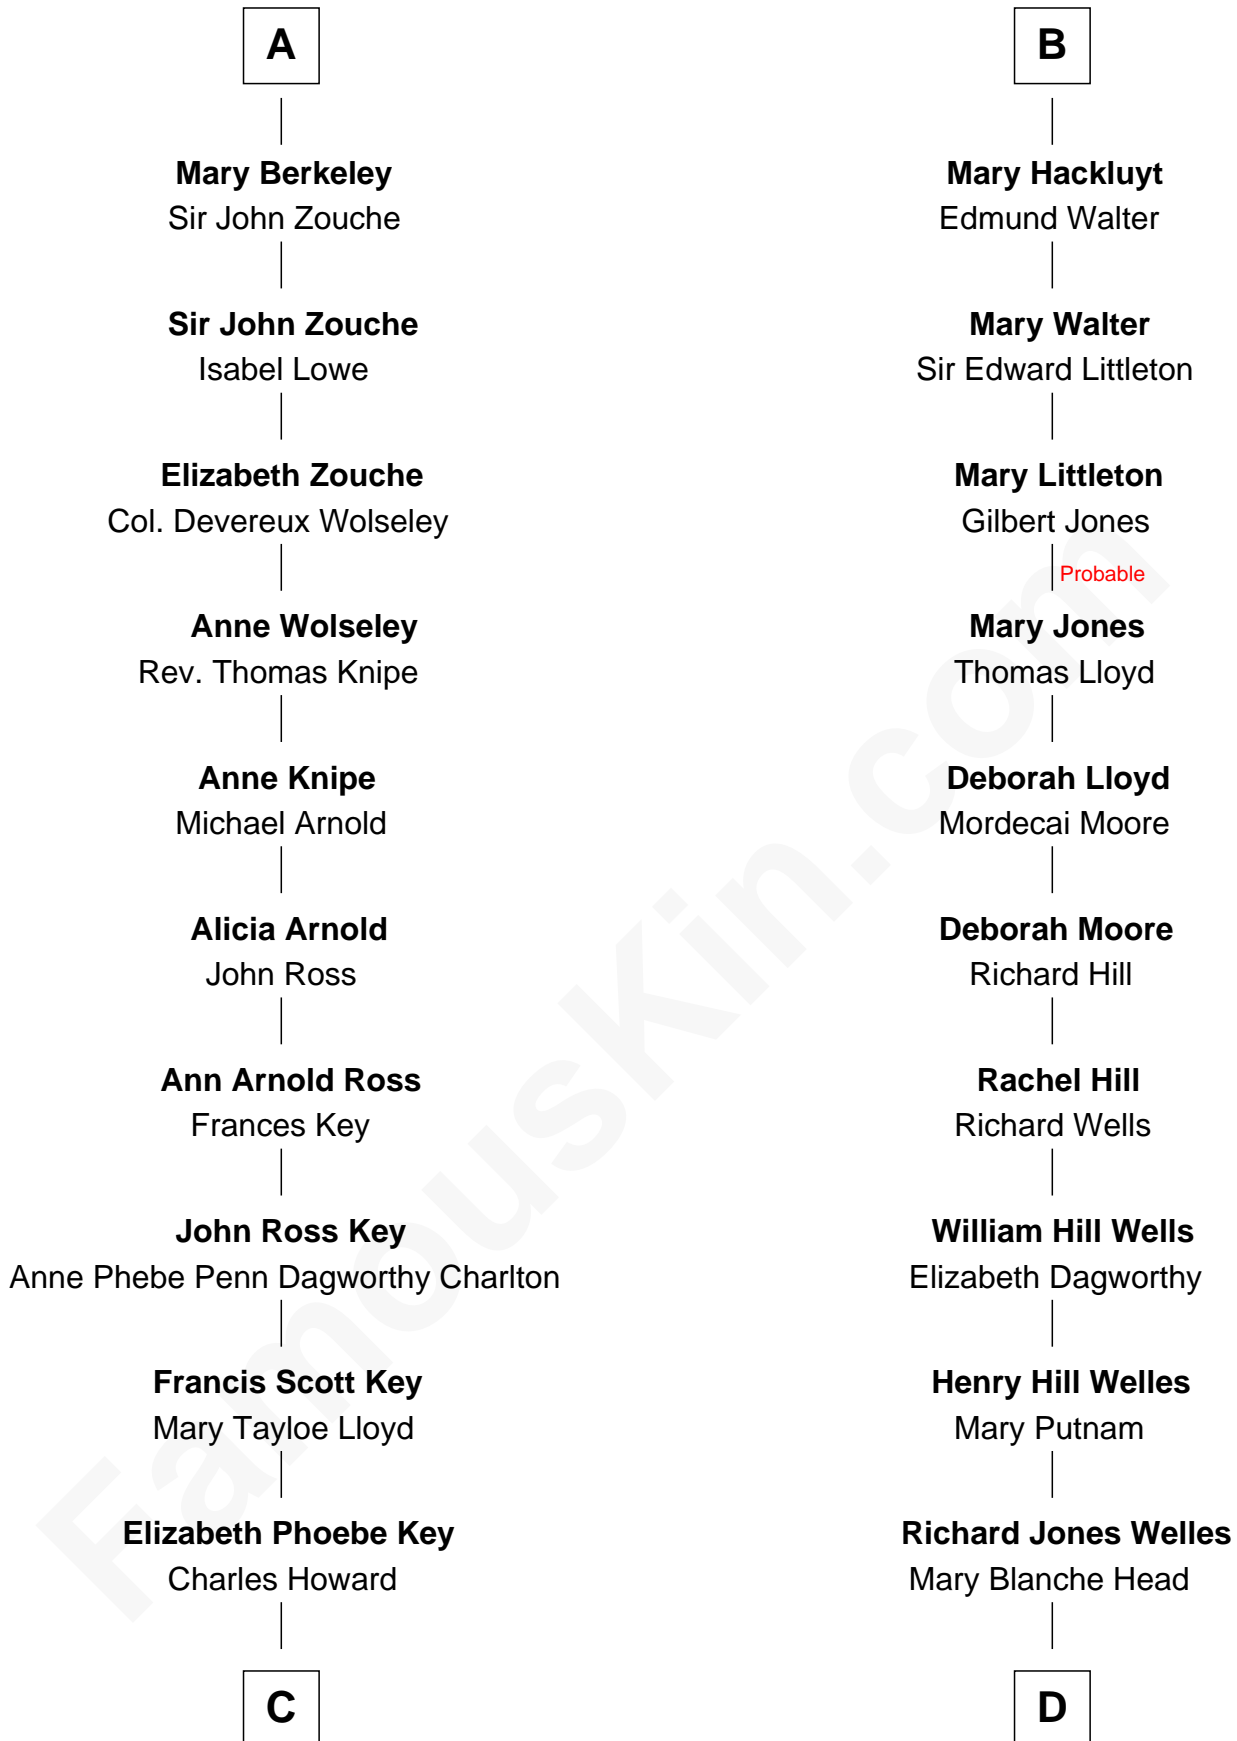 A
Mary Berkeley
Sir John Zouche
Sir John Zouche
Isabel Lowe
Elizabeth Zouche
Col. Devereux Wolseley
Anne Wolseley
Rev. Thomas Knipe
Anne Knipe
Michael Arnold
Alicia Arnold
John Ross
Ann Arnold Ross
Frances Key
John Ross Key
Anne Phebe Penn Dagworthy Charlton
Francis Scott Key
Mary Tayloe Lloyd
Elizabeth Phoebe Key
Charles Howard
C
B
Mary Hackluyt
Edmund Walter
Mary Walter
Sir Edward Littleton
Mary Littleton
Gilbert Jones
Probable
Mary Jones
Thomas Lloyd
Deborah Lloyd
Mordecai Moore
Deborah Moore
Richard Hill
Rachel Hill
Richard Wells
William Hill Wells
Elizabeth Dagworthy
Henry Hill Welles
Mary Putnam
Richard Jones Welles
Mary Blanche Head
D
FamousKin.com